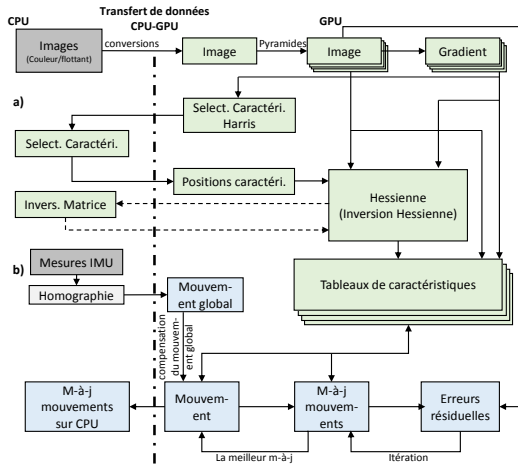 CPU
Transfert de données
CPU-GPU
GPU
Images
(Couleur/flottant)
conversions
Image
Pyramides
Image
Gradient
a)
Select. Caractéri.
Harris
Select. Caractéri.
Positions caractéri.
Hessienne
(Inversion Hessienne)
Invers. Matrice
Mesures IMU
b)
Homographie
Mouvem-
ent global
Tableaux de caractéristiques
compensation
du mouvem-
ent global
M-à-j
mouvements
sur CPU
Mouvem-
ent
M-à-j
mouvem-
ents
Erreurs
résiduelles
La meilleur m-à-j
Itération